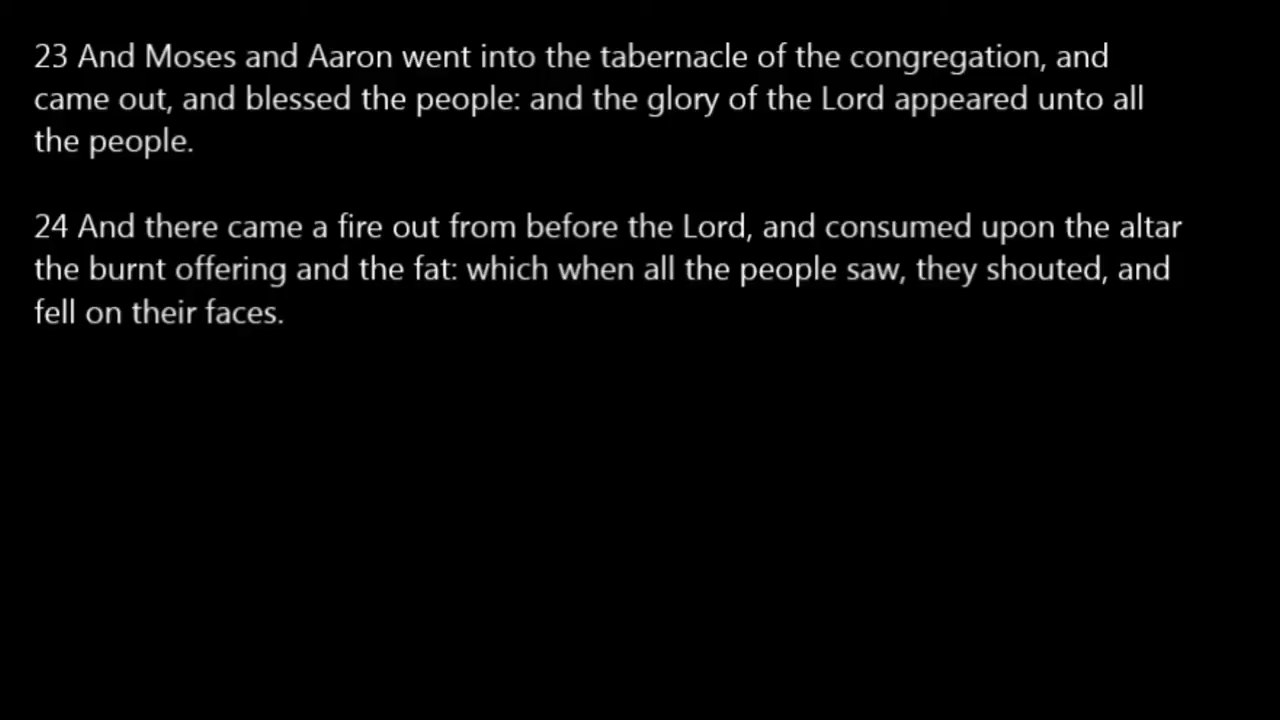 23 And Moses and Aaron went into the tabernacle of the congregation, and
came out, and blessed the people: and the glory of the Lord appeared unto all
the people.
24 And there came a fire out from before the Lord, and consumed upon the altar
the burnt offering and the fat: which when all the people saw, they shouted, and
fell on their faces.